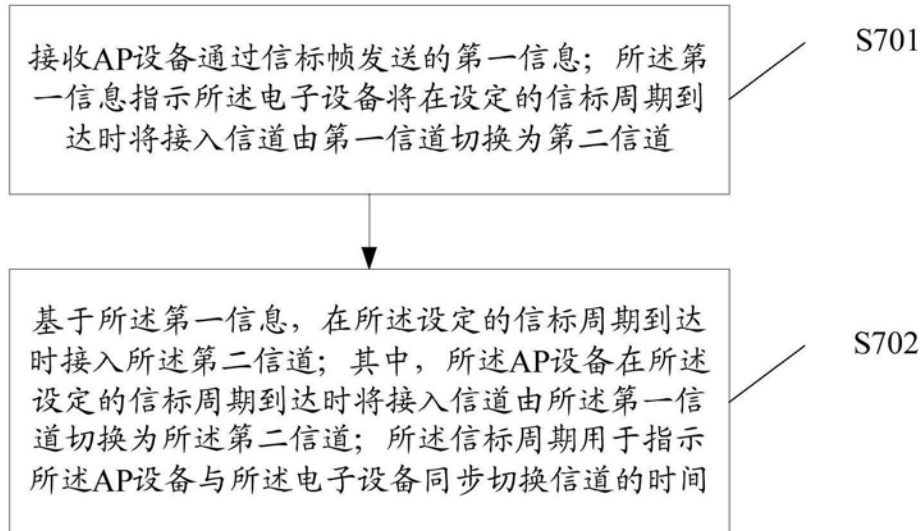 接收AP设备通过信标帧发送的第一信息；所述第
一信息指示所述电子设备将在设定的信标周期到
达时将接入信道由第一信道切换为第二信道
S701
基于所述第一信息，在所述设定的信标周期到达
时接入所述第二信道；其中，所述AP设备在所述
设定的信标周期到达时将接入信道由所述第一信
道切换为所述第二信道；所述信标周期用于指示
所述AP设备与所述电子设备同步切换信道的时间
S702